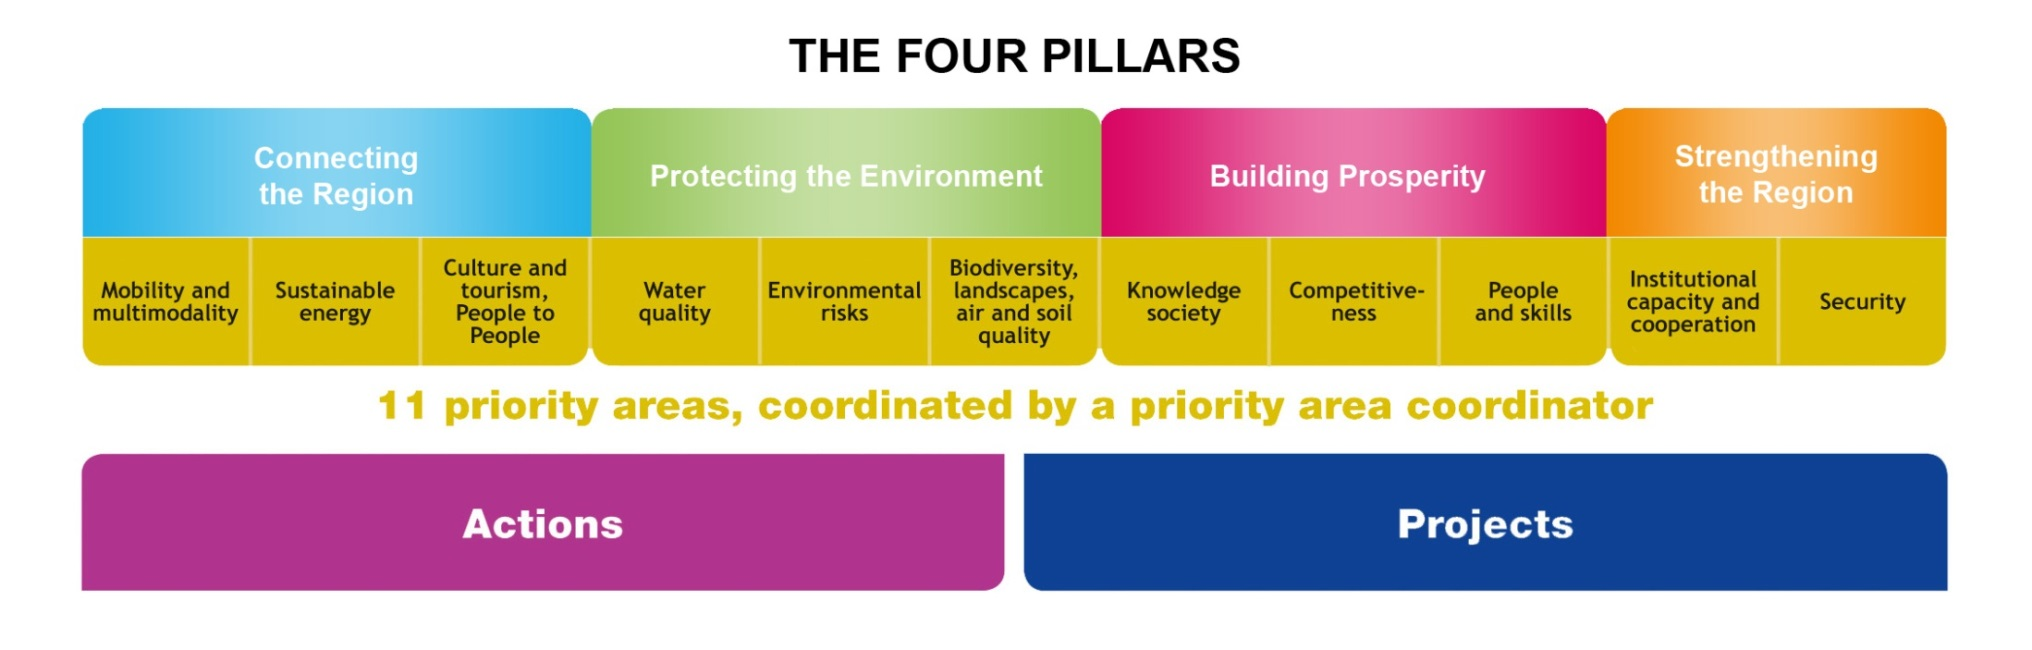 THE FOUR PILLARS
Connecting
the Region
Protecting the Environment
Building Prosperity
Strengthening
the Region
Mobility and
multimodality
Sustainable
energy
Culture and
tourism,
People to
People
Water
quality
Environmental
risks
Biodiversity,
landscapes,
air and soil
quality
Knowledge
society
Competitive-
ness
People
and skills
Institutional
capacity and
cooperation
Security
11 priority areas, coordinated by a priority area coordinator
Actions
Projects